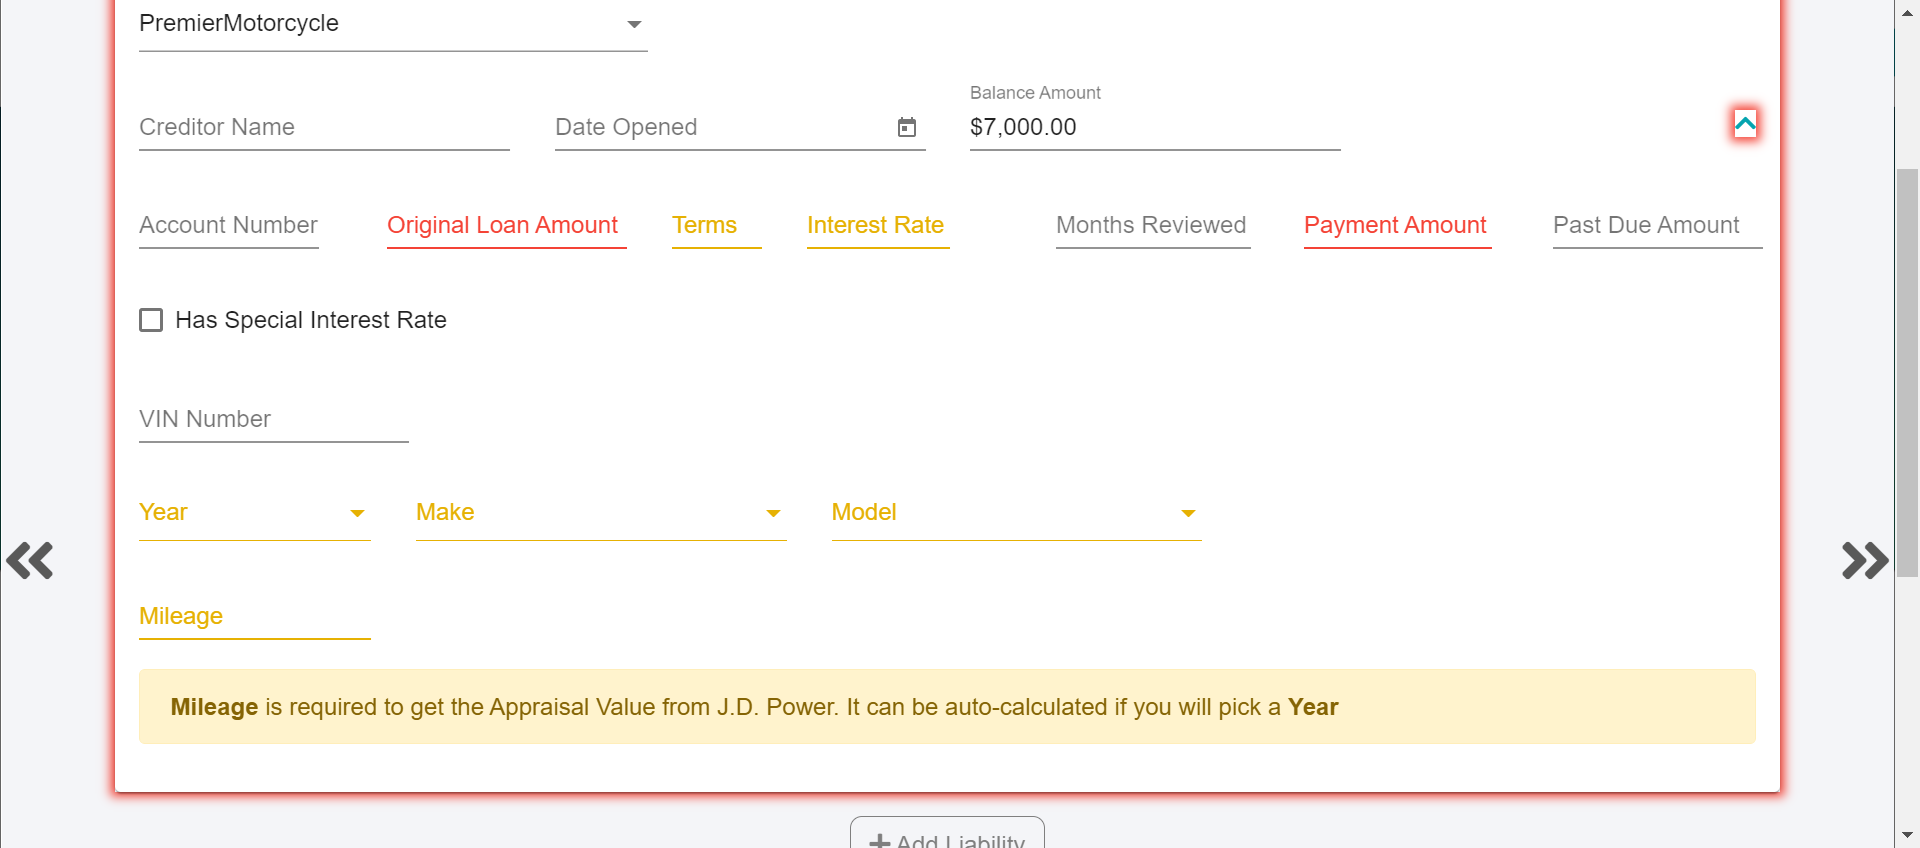 PremierMotorcycle
Balance Amount
Creditor Name Date Opened $7,000.00
Account Number Original Loan Amount Terms Interest Rate Months Reviewed Payment Amount Past Due Amount
Has Special Interest Rate
VIN Number
Year Make Model
Mileage
Mileage is required to get the Appraisal Value from J.D. Power. It can be auto-calculated if you will pick a Year
Add Liability